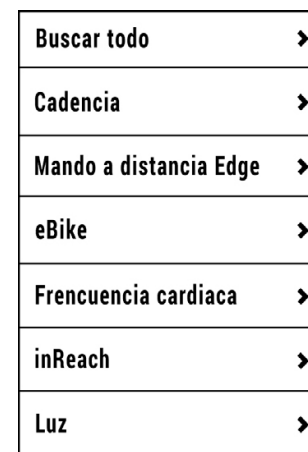 Buscar todo
Cadencia
Mando a distancia Edge
eBike
Frencuencia cardiaca
inReach
Luz